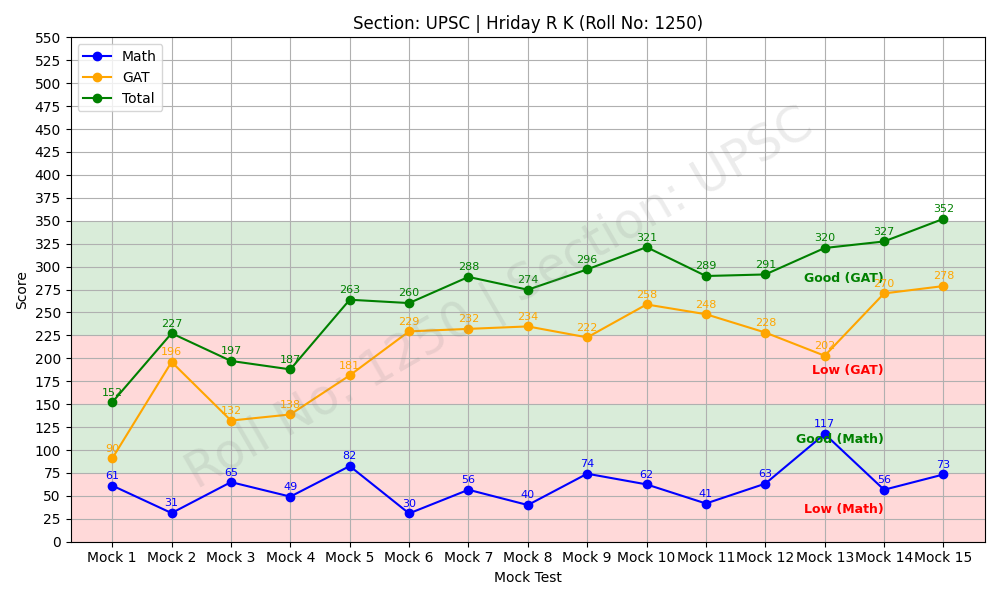 Section: UPSC | Hriday R K (Roll No: 1250)
Score
550
525
500
475
450
425
400
375
350
325
300
275
250
225
200
175
150
125
100
75
50
25
0
Math
GAT
Total
Roll No: 1250 | Section: UPSC
152 227 197 187 263 260 288 274 296 321 289 291 320 327 352
90 196 132 138 181 229 232 234 222 258 248 228 202 270 278
61 31 65 49 82 30 56 40 74 62 41 63 117 56 73
Good (GAT)
Low (GAT)
Good (Math)
Low (Math)
Mock 1 Mock 2 Mock 3 Mock 4 Mock 5 Mock 6 Mock 7 Mock 8 Mock 9 Mock 10 Mock 11 Mock 12 Mock 13 Mock 14 Mock 15
Mock Test